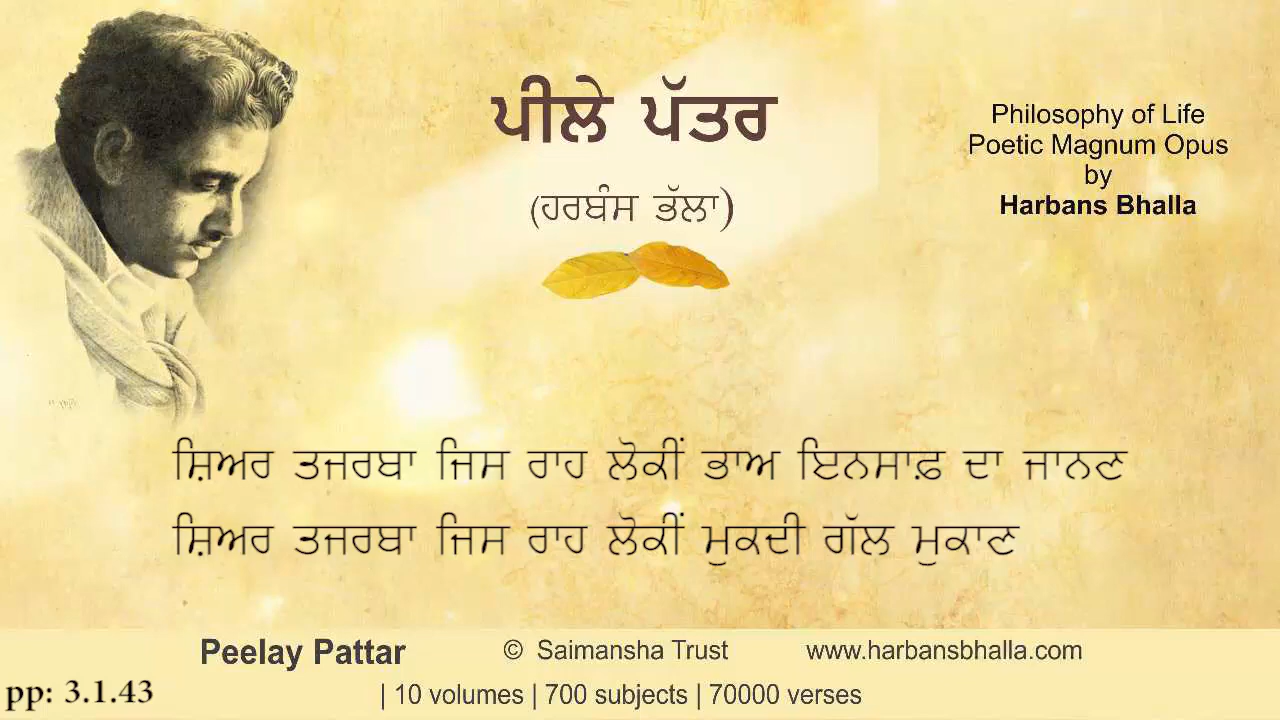 ਪੀਲੇ ਪੱਤਰ
(ਹਰਬੰਸ ਭੱਲਾ)
Philosophy of Life
Poetic Magnum Opus
by
Harbans Bhalla
ਸ਼ਿਅਰ ਤਜਰਬਾ ਜਿਸ ਰਾਹ ਲੋਕੀਂ ਭਾਅ ਇਨਸਾਫ਼ ਦਾ ਜਾਨਣ
ਸ਼ਿਅਰ ਤਜਰਬਾ ਜਿਸ ਰਾਹ ਲੋਕੀਂ ਮੁਕਦੀ ਗੱਲ ਮੁਕਾਣ
Peelay Pattar © Saimansha Trust www.harbansbhalla.com
pp: 3.1.43 | 10 volumes | 700 subjects | 70000 verses